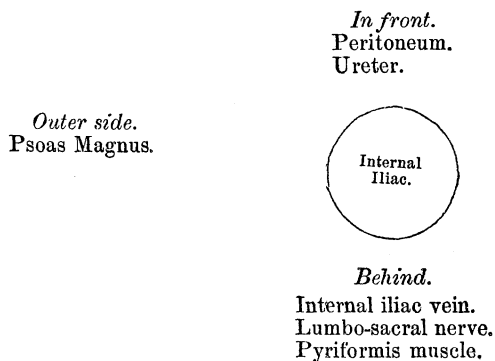 In front.
Peritoneum.
Ureter.
Outer side.
Psoas Magnus.
Internal
Iliac.
Behind.
Internal iliac vein.
Lumbo-sacral nerve.
Pyriformis muscle.